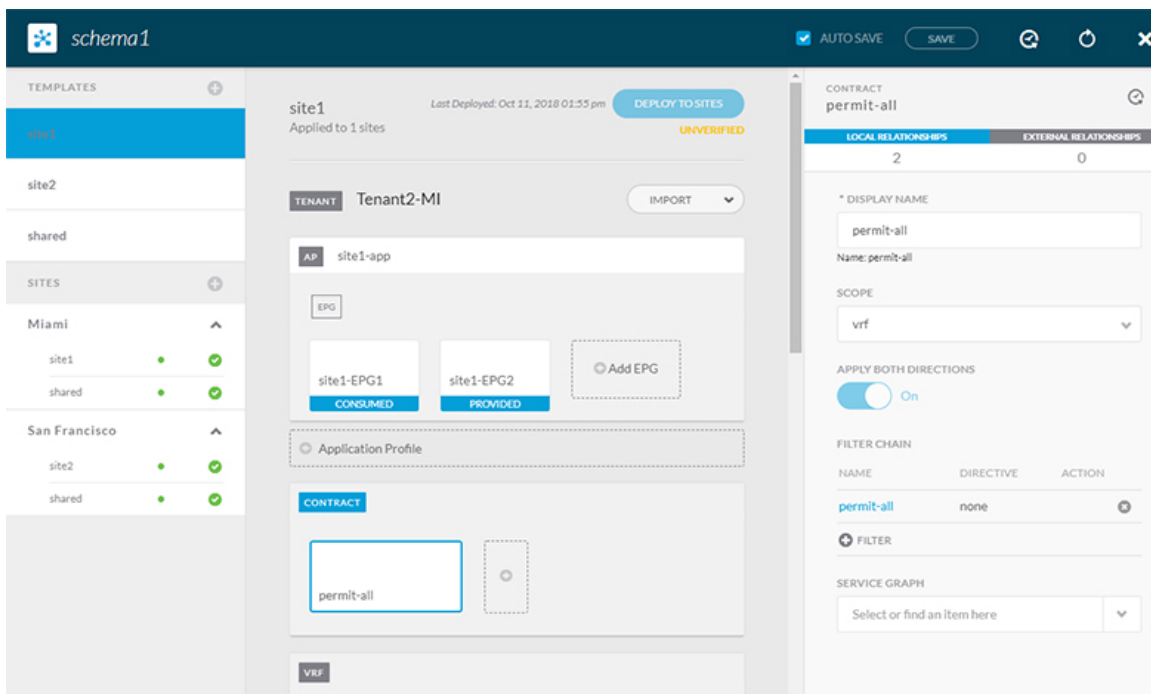 schema1
AUTO SAVE
SAVE
TEMPLATES
site1
site2
shared
SITES
Miami
site1
shared
San Francisco
site2
shared
site1
Last Deployed: Oct 11, 2018 01:55 pm
DEPLOY TO SITES
Applied to 1 sites
UNVERIFIED
TENANT Tenant2-MI
IMPORT
AP site1-app
EPG
site1-EPG1
CONSUMED
site1-EPG2
PROVIDED
Add EPG
Application Profile
CONTRACT
permit-all
VRF
CONTRACT
permit-all
LOCAL RELATIONSHIPS EXTERNAL RELATIONSHIPS
2 0
* DISPLAY NAME
permit-all
Name: permit-all
SCOPE
vrf
APPLY BOTH DIRECTIONS
On
FILTER CHAIN
NAME DIRECTIVE ACTION
permit-all none
FILTER
SERVICE GRAPH
Select or find an item here